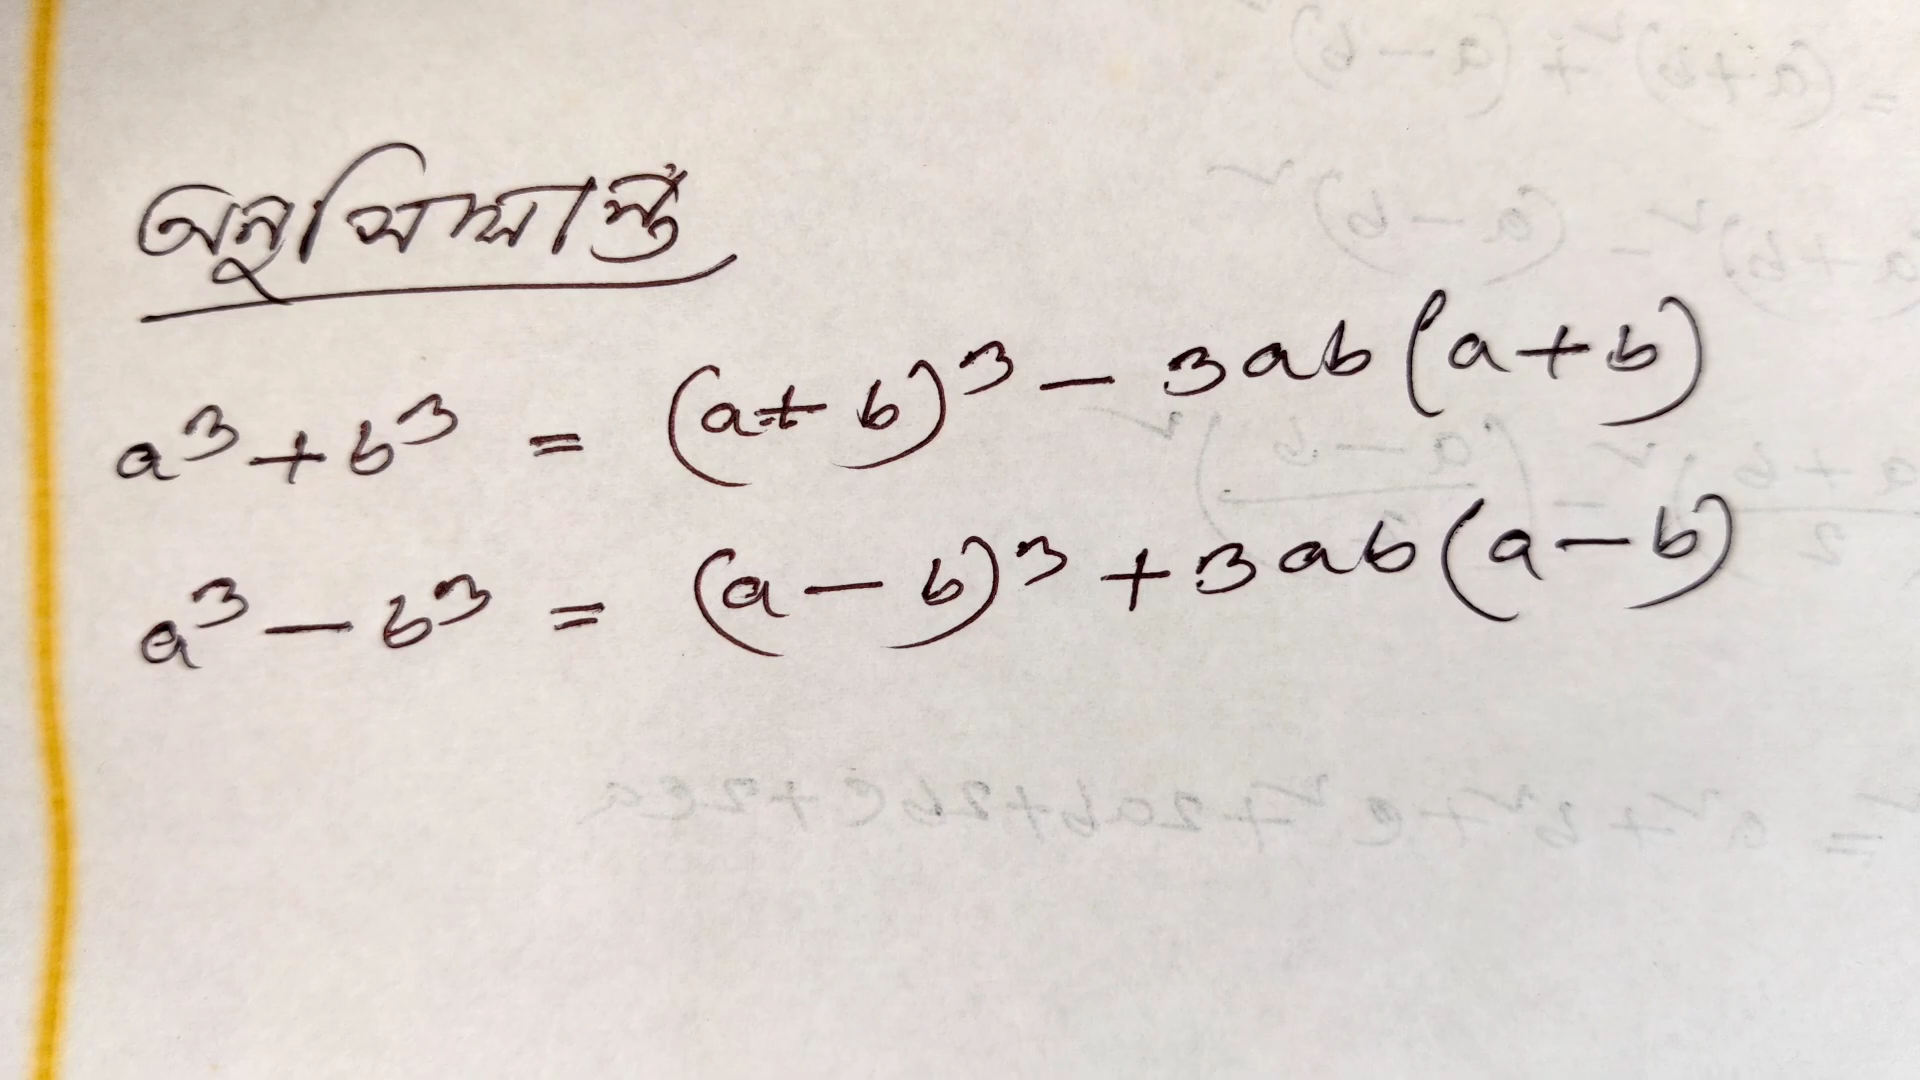 অনুসিদ্ধান্ত
a³ + b³ = (a + b)³ − 3ab(a + b)
a³ − b³ = (a − b)³ + 3ab(a − b)